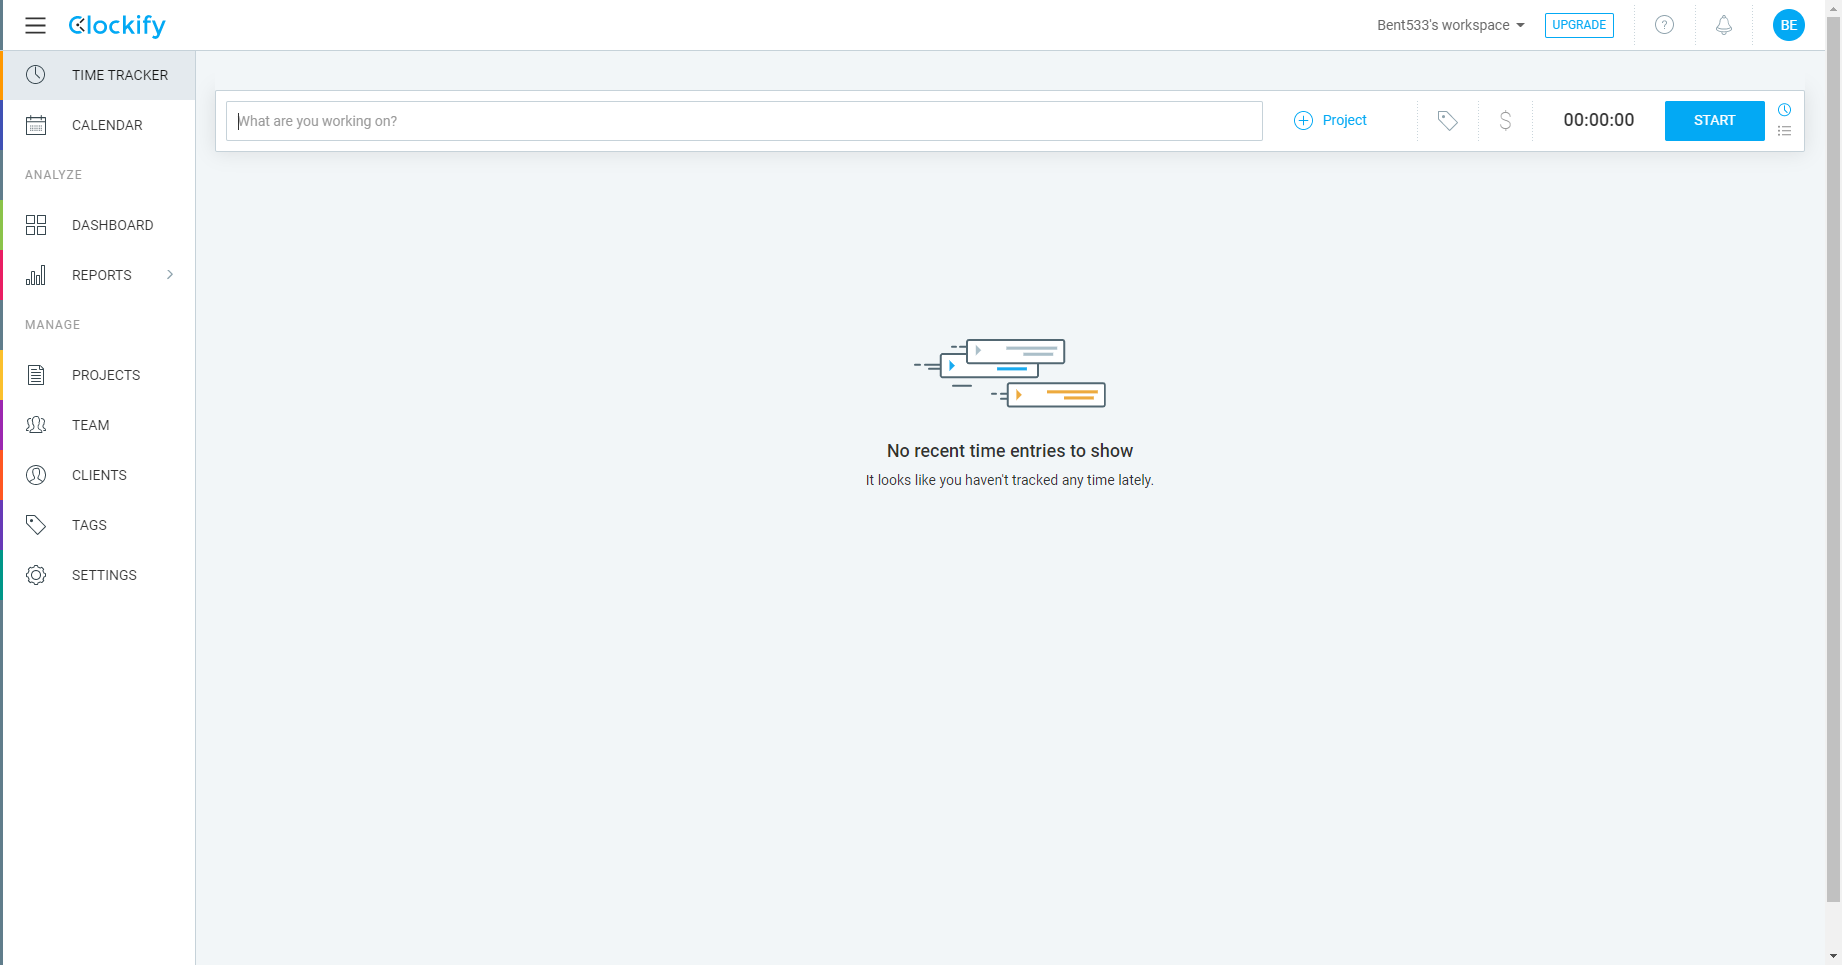 Clockify
Bent533's workspace
UPGRADE
?
BE
TIME TRACKER
CALENDAR
ANALYZE
DASHBOARD
REPORTS
MANAGE
PROJECTS
TEAM
CLIENTS
TAGS
SETTINGS
What are you working on?
Project
$
00:00:00
START
No recent time entries to show
It looks like you haven't tracked any time lately.